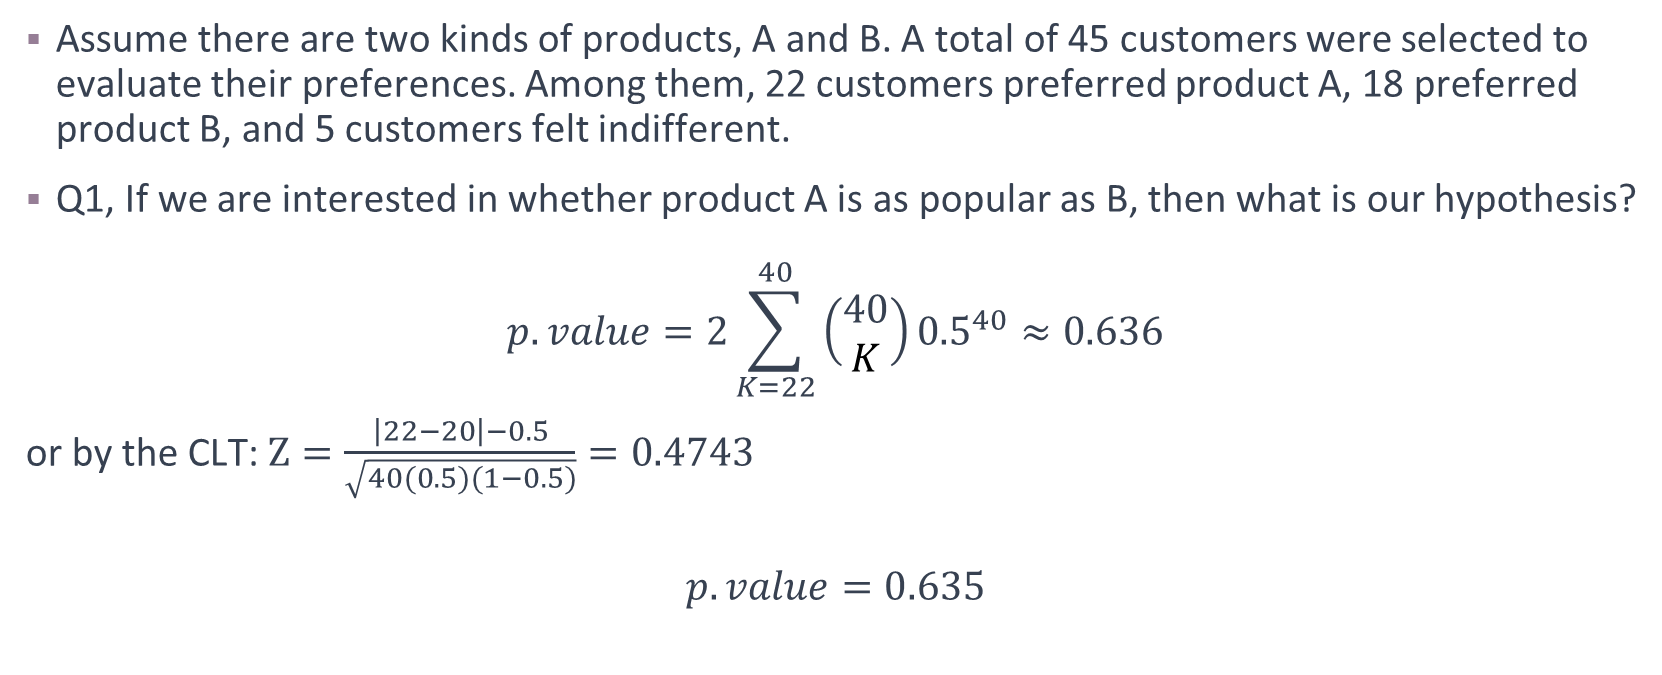 ▪ Assume there are two kinds of products, A and B. A total of 45 customers were selected to
evaluate their preferences. Among them, 22 customers preferred product A, 18 preferred
product B, and 5 customers felt indifferent.
▪ Q1, If we are interested in whether product A is as popular as B, then what is our hypothesis?
p.value = 2 \sum_{K=22}^{40} \binom{40}{K} 0.5^{40} ≈ 0.636
or by the CLT: Z = \frac{|22−20|−0.5}{\sqrt{40(0.5)(1−0.5)}} = 0.4743
p.value = 0.635